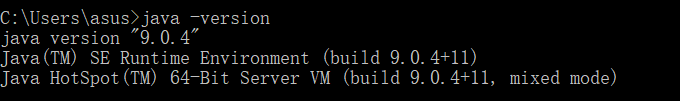 C:\Users\asus>java -version
java version "9.0.4"
Java(TM) SE Runtime Environment (build 9.0.4+11)
Java HotSpot(TM) 64-Bit Server VM (build 9.0.4+11, mixed mode)